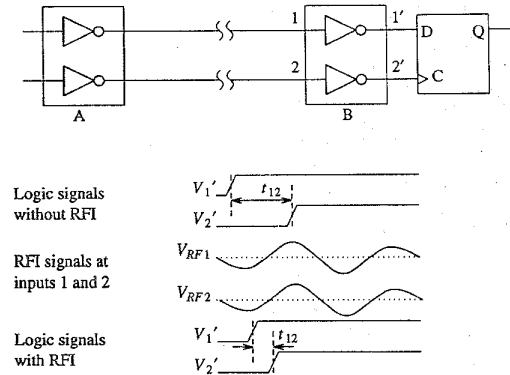 1 1′
D Q
2 2′
C
A B
Logic signals without RFI
V1′ t12
V2′
RFI signals at inputs 1 and 2
VRF1
VRF2
Logic signals with RFI
V1′ t12
V2′